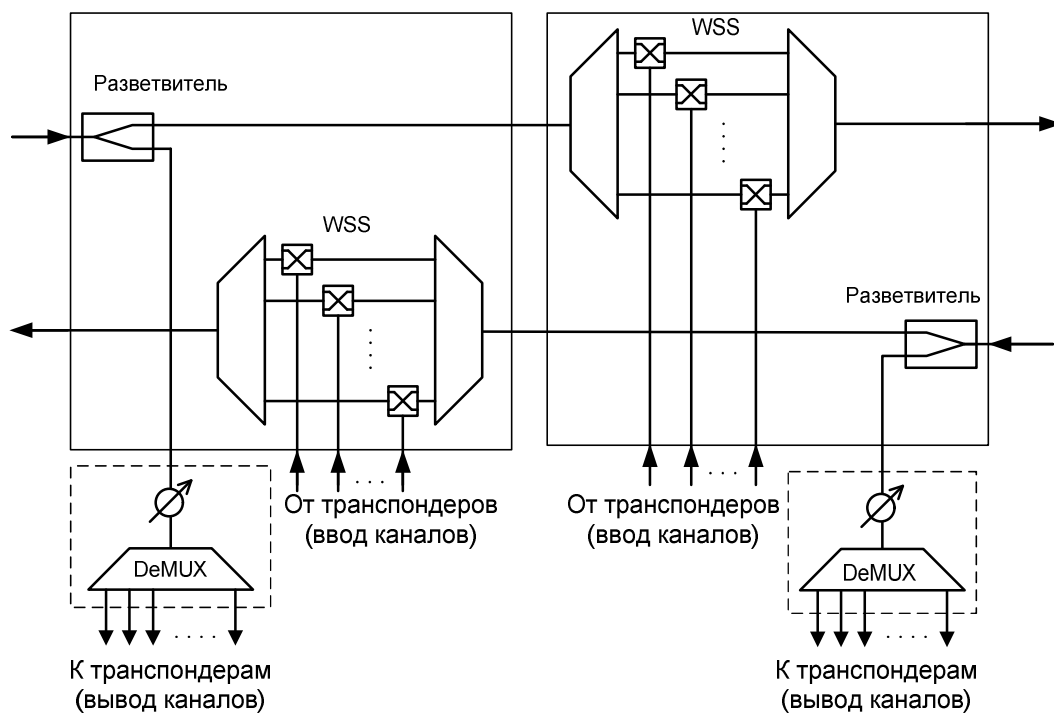 WSS
Разветвитель
WSS
Разветвитель
От транспондеров
(ввод каналов)
От транспондеров
(ввод каналов)
DeMUX
DeMUX
К транспондерам
(вывод каналов)
К транспондерам
(вывод каналов)